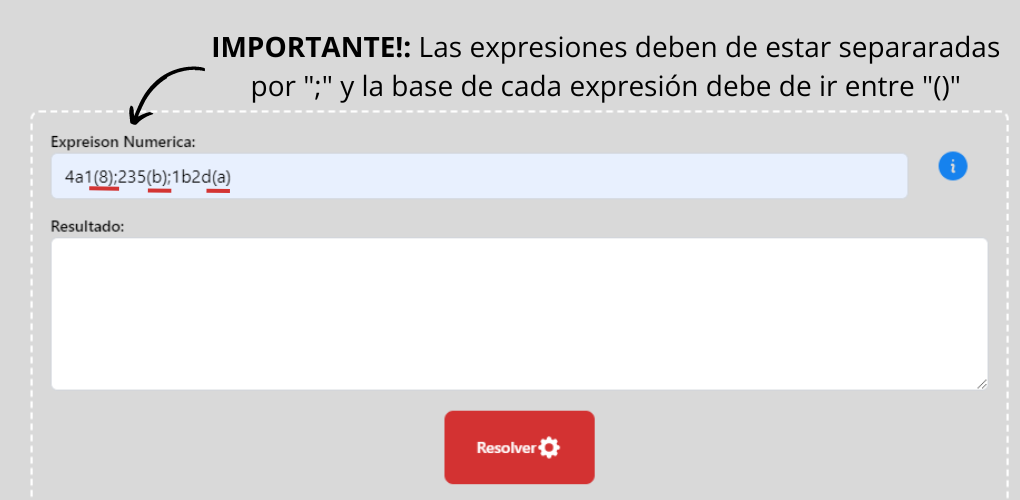 IMPORTANTE!: Las expresiones deben de estar separaradas
por ";" y la base de cada expresión debe de ir entre "()"
Expreison Numerica:
4a1(8);235(b);1b2d(a)
i
Resultado:
Resolver